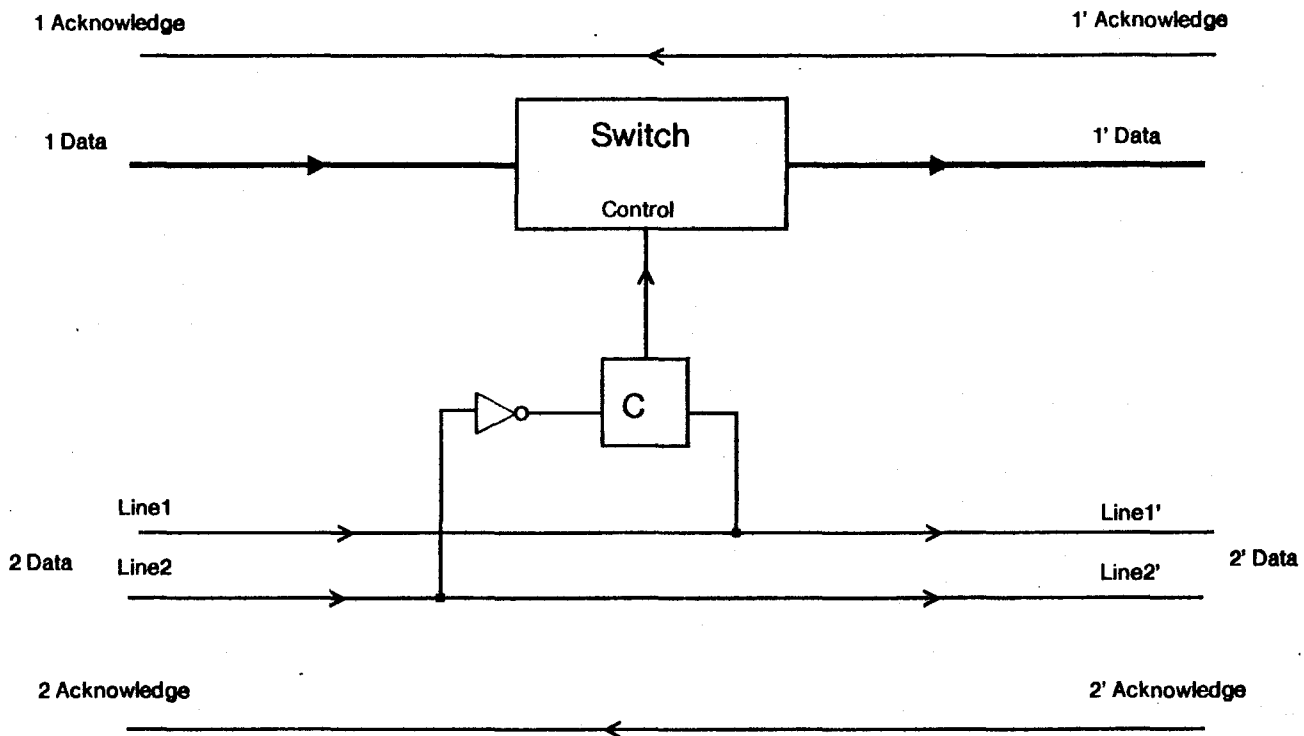 1 Acknowledge
1' Acknowledge
1 Data
Switch
1' Data
Control
C
Line1
Line1'
2 Data
Line2
Line2'
2' Data
2 Acknowledge
2' Acknowledge